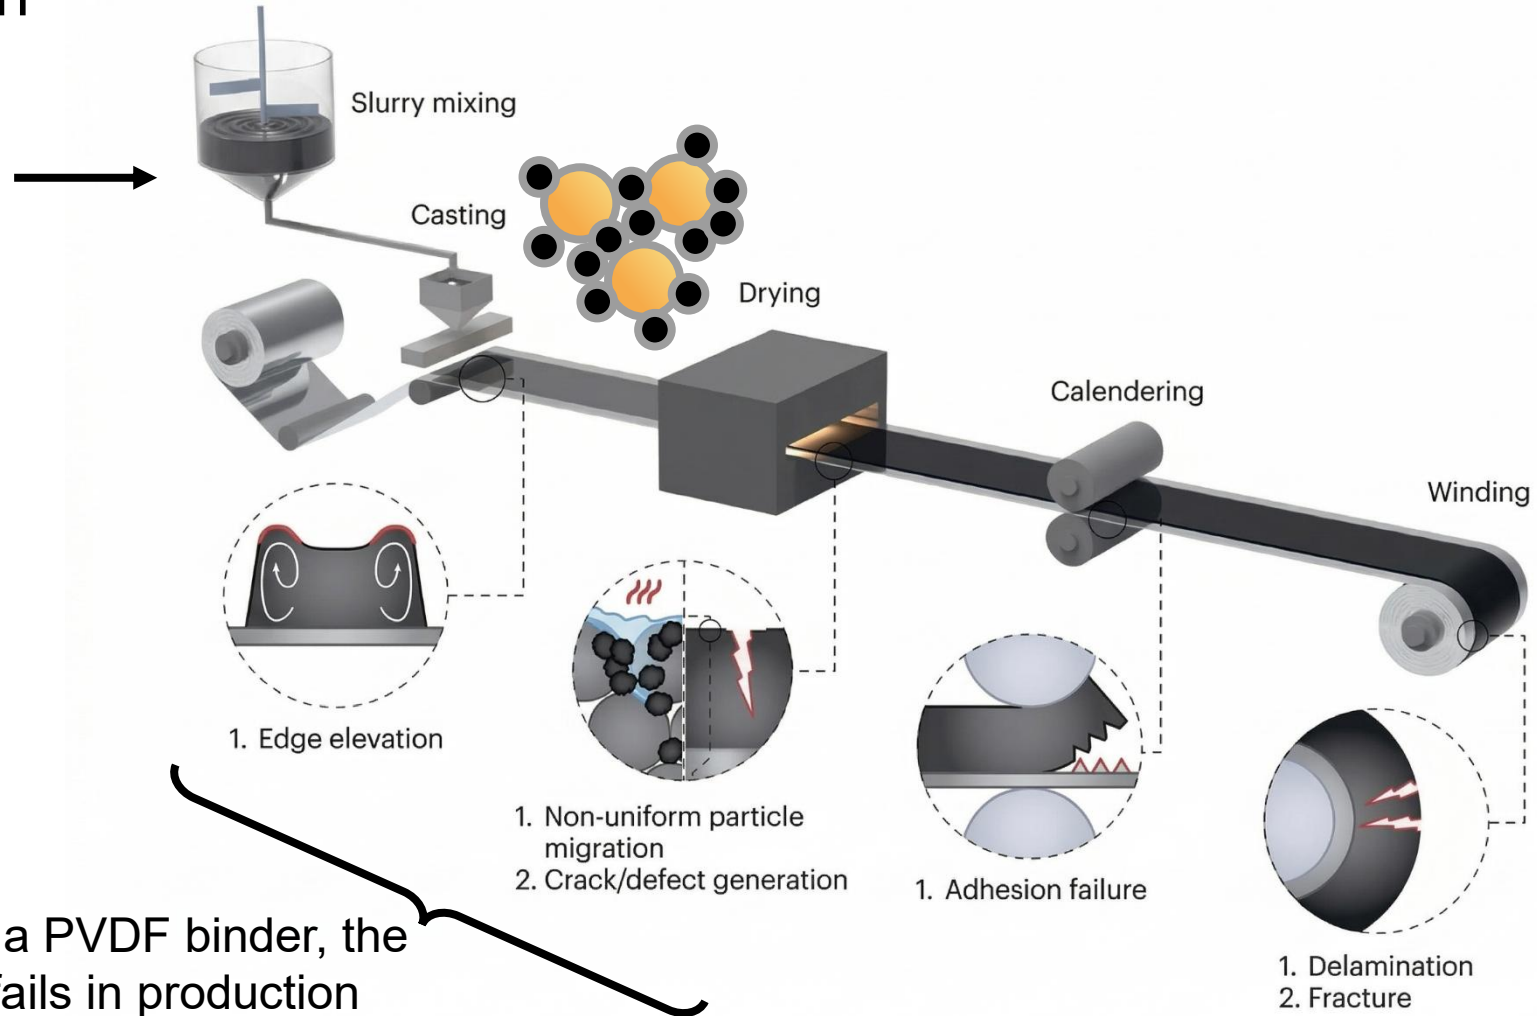 Slurry mixing
Casting
Drying
Calendering
Winding
1. Edge elevation
1. Non-uniform particle
migration
2. Crack/defect generation
1. Adhesion failure
1. Delamination
2. Fracture
a PVDF binder, the
fails in production